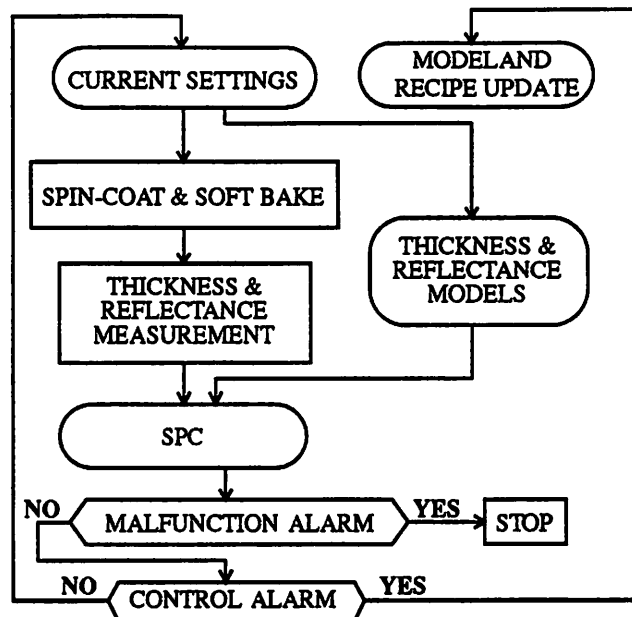 CURRENT SETTINGS
MODELAND
RECIPE UPDATE
SPIN-COAT & SOFT BAKE
THICKNESS &
REFLECTANCE
MEASUREMENT
THICKNESS &
REFLECTANCE
MODELS
SPC
NO
MALFUNCTION ALARM
YES
STOP
NO
CONTROL ALARM
YES